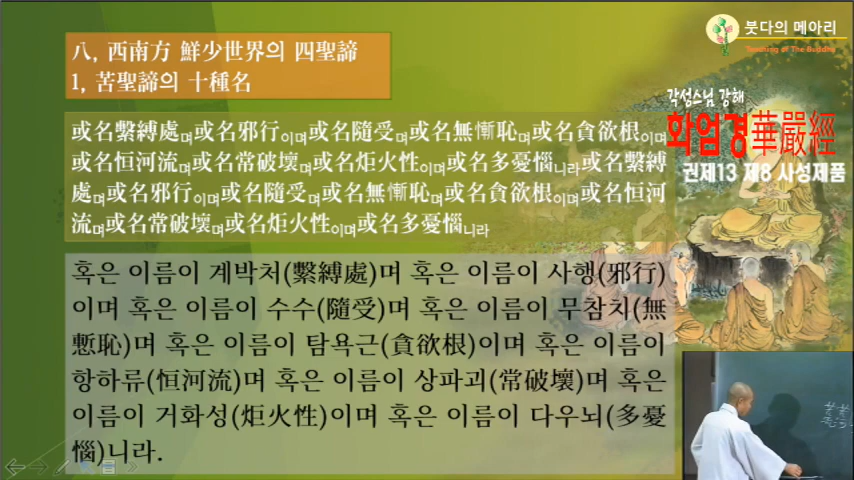 八, 西南方 鮮少世界의 四聖諦
1, 苦聖諦의 十種名
붓다의 메아리
Teaching of The Buddha
각성스님 강해
화엄경華嚴經
권제13 제8 사성제품
或名繫縛處며或名邪行이며或名隨受며或名無慚恥며或名貪欲根이며
或名恒河流며或名常破壞며或名炬火性이며或名多憂惱니라或名繫縛
處며或名邪行이며或名隨受며或名無慚恥며或名貪欲根이며或名恒河
流며或名常破壞며或名炬火性이며或名多憂惱니라
혹은 이름이 계박처(繫縛處)며 혹은 이름이 사행(邪行)
이며 혹은 이름이 수수(隨受)며 혹은 이름이 무참치(無
慙恥)며 혹은 이름이 탐욕근(貪欲根)이며 혹은 이름이
항하류(恒河流)며 혹은 이름이 상파괴(常破壞)며 혹은
이름이 거화성(炬火性)이며 혹은 이름이 다우뇌(多憂
惱)니라.